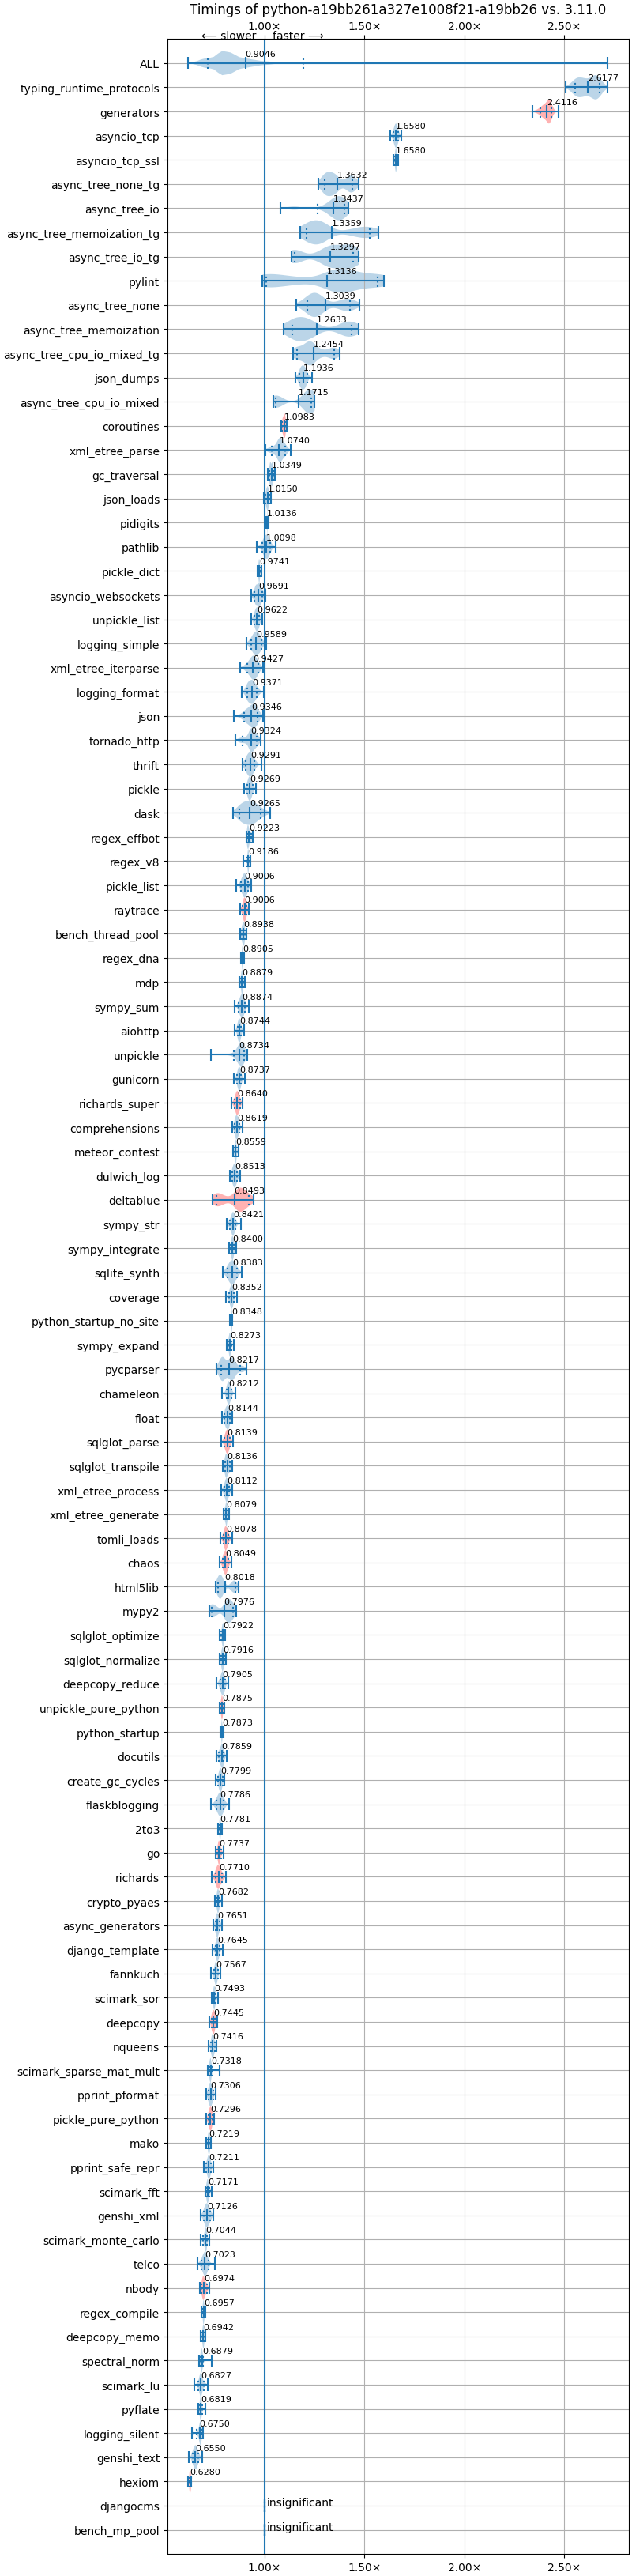 Timings of python-a19bb261a327e1008f21-a19bb26 vs. 3.11.0
1.00× 1.50× 2.00× 2.50×
⟵ slower faster ⟶
ALL 0.9046
typing_runtime_protocols 2.6177
generators 2.4116
asyncio_tcp 1.6580
asyncio_tcp_ssl 1.6580
async_tree_none_tg 1.3632
async_tree_io 1.3437
async_tree_memoization_tg 1.3359
async_tree_io_tg 1.3297
pylint 1.3136
async_tree_none 1.3039
async_tree_memoization 1.2633
async_tree_cpu_io_mixed_tg 1.2454
json_dumps 1.1936
async_tree_cpu_io_mixed 1.1715
coroutines 1.0983
xml_etree_parse 1.0740
gc_traversal 1.0349
json_loads 1.0150
pidigits 1.0136
pathlib 1.0098
pickle_dict 0.9741
asyncio_websockets 0.9691
unpickle_list 0.9622
logging_simple 0.9589
xml_etree_iterparse 0.9427
logging_format 0.9371
json 0.9346
tornado_http 0.9324
thrift 0.9291
pickle 0.9269
dask 0.9265
regex_effbot 0.9223
regex_v8 0.9186
pickle_list 0.9006
raytrace 0.9006
bench_thread_pool 0.8938
regex_dna 0.8905
mdp 0.8879
sympy_sum 0.8874
aiohttp 0.8744
unpickle 0.8734
gunicorn 0.8737
richards_super 0.8640
comprehensions 0.8619
meteor_contest 0.8559
dulwich_log 0.8513
deltablue 0.8493
sympy_str 0.8421
sympy_integrate 0.8400
sqlite_synth 0.8383
coverage 0.8352
python_startup_no_site 0.8348
sympy_expand 0.8273
pycparser 0.8217
chameleon 0.8212
float 0.8144
sqlglot_parse 0.8139
sqlglot_transpile 0.8136
xml_etree_process 0.8112
xml_etree_generate 0.8079
tomli_loads 0.8078
chaos 0.8049
html5lib 0.8018
mypy2 0.7976
sqlglot_optimize 0.7922
sqlglot_normalize 0.7916
deepcopy_reduce 0.7905
unpickle_pure_python 0.7875
python_startup 0.7873
docutils 0.7859
create_gc_cycles 0.7799
flaskblogging 0.7786
2to3 0.7781
go 0.7737
richards 0.7710
crypto_pyaes 0.7682
async_generators 0.7651
django_template 0.7645
fannkuch 0.7567
scimark_sor 0.7493
deepcopy 0.7445
nqueens 0.7416
scimark_sparse_mat_mult 0.7318
pprint_pformat 0.7306
pickle_pure_python 0.7296
mako 0.7219
pprint_safe_repr 0.7211
scimark_fft 0.7171
genshi_xml 0.7126
scimark_monte_carlo 0.7044
telco 0.7023
nbody 0.6974
regex_compile 0.6957
deepcopy_memo 0.6942
spectral_norm 0.6879
scimark_lu 0.6827
pyflate 0.6819
logging_silent 0.6750
genshi_text 0.6550
hexiom 0.6280
djangocms insignificant
bench_mp_pool insignificant
1.00× 1.50× 2.00× 2.50×